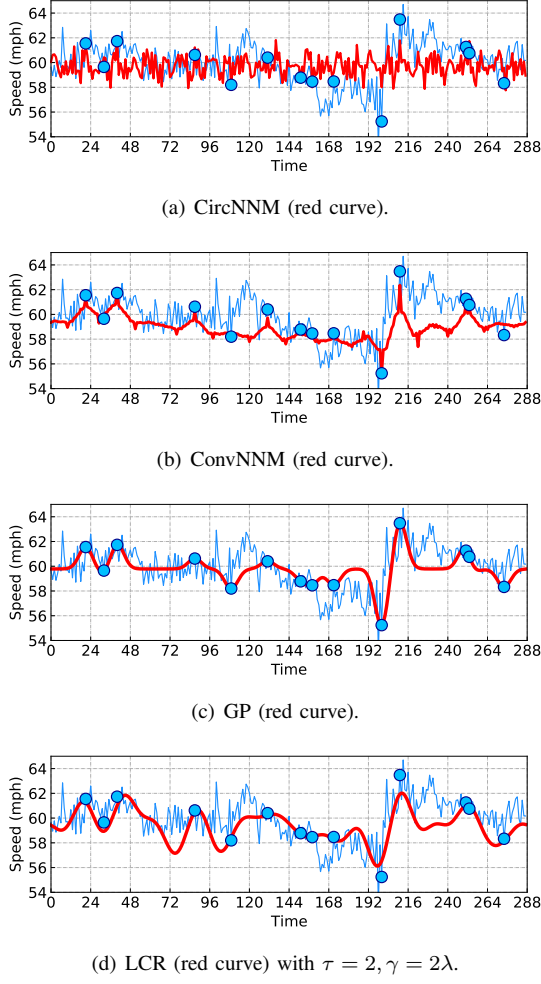 Speed (mph)
64
62
60
58
56
54
0 24 48 72 96 120 144 168 192 216 240 264 288
Time
(a) CircNNM (red curve).
Speed (mph)
64
62
60
58
56
54
0 24 48 72 96 120 144 168 192 216 240 264 288
Time
(b) ConvNNM (red curve).
Speed (mph)
64
62
60
58
56
54
0 24 48 72 96 120 144 168 192 216 240 264 288
Time
(c) GP (red curve).
Speed (mph)
64
62
60
58
56
54
0 24 48 72 96 120 144 168 192 216 240 264 288
Time
(d) LCR (red curve) with τ = 2, γ = 2λ.